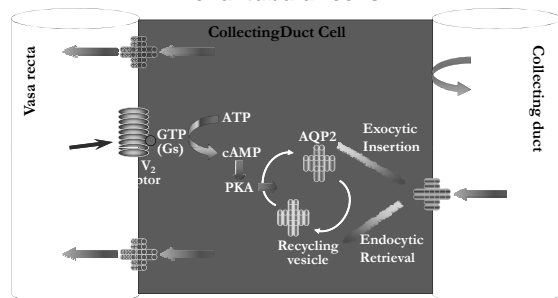 CollectingDuct Cell
Vasa recta
Collecting duct
ATP
GTP
(Gs)
cAMP
PKA
V2
AQP2
Exocytic
Insertion
Recycling
vesicle
Endocytic
Retrieval